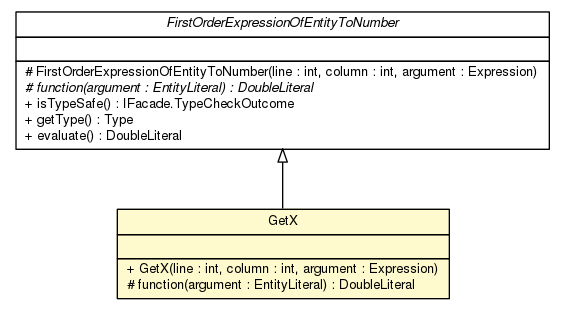 FirstOrderExpressionOfEntityToNumber
# FirstOrderExpressionOfEntityToNumber(line : int, column : int, argument : Expression)
# function(argument : EntityLiteral) : DoubleLiteral
+ isTypeSafe() : IFacade.TypeCheckOutcome
+ getType() : Type
+ evaluate() : DoubleLiteral
GetX
+ GetX(line : int, column : int, argument : Expression)
# function(argument : EntityLiteral) : DoubleLiteral